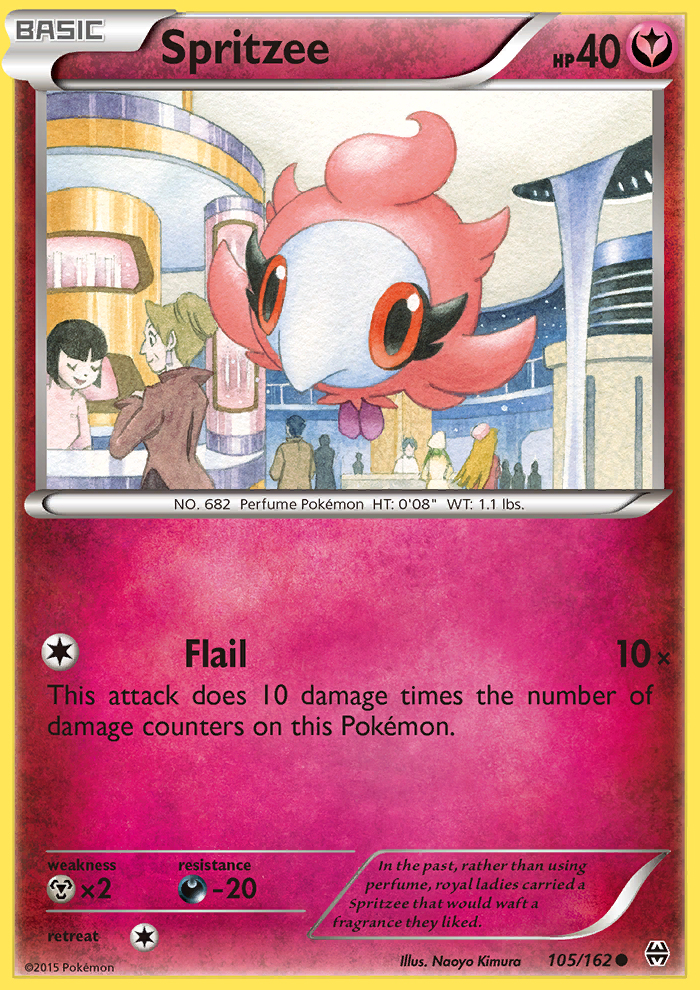 BASIC
Spritzee
HP40
NO. 682 Perfume Pokémon HT: 0'08" WT: 1.1 lbs.
Flail 10×
This attack does 10 damage times the number of
damage counters on this Pokémon.
weakness resistance
×2 -20
retreat
In the past, rather than using
perfume, royal ladies carried a
Spritzee that would waft a
fragrance they liked.
©2015 Pokémon
Illus. Naoyo Kimura 105/162